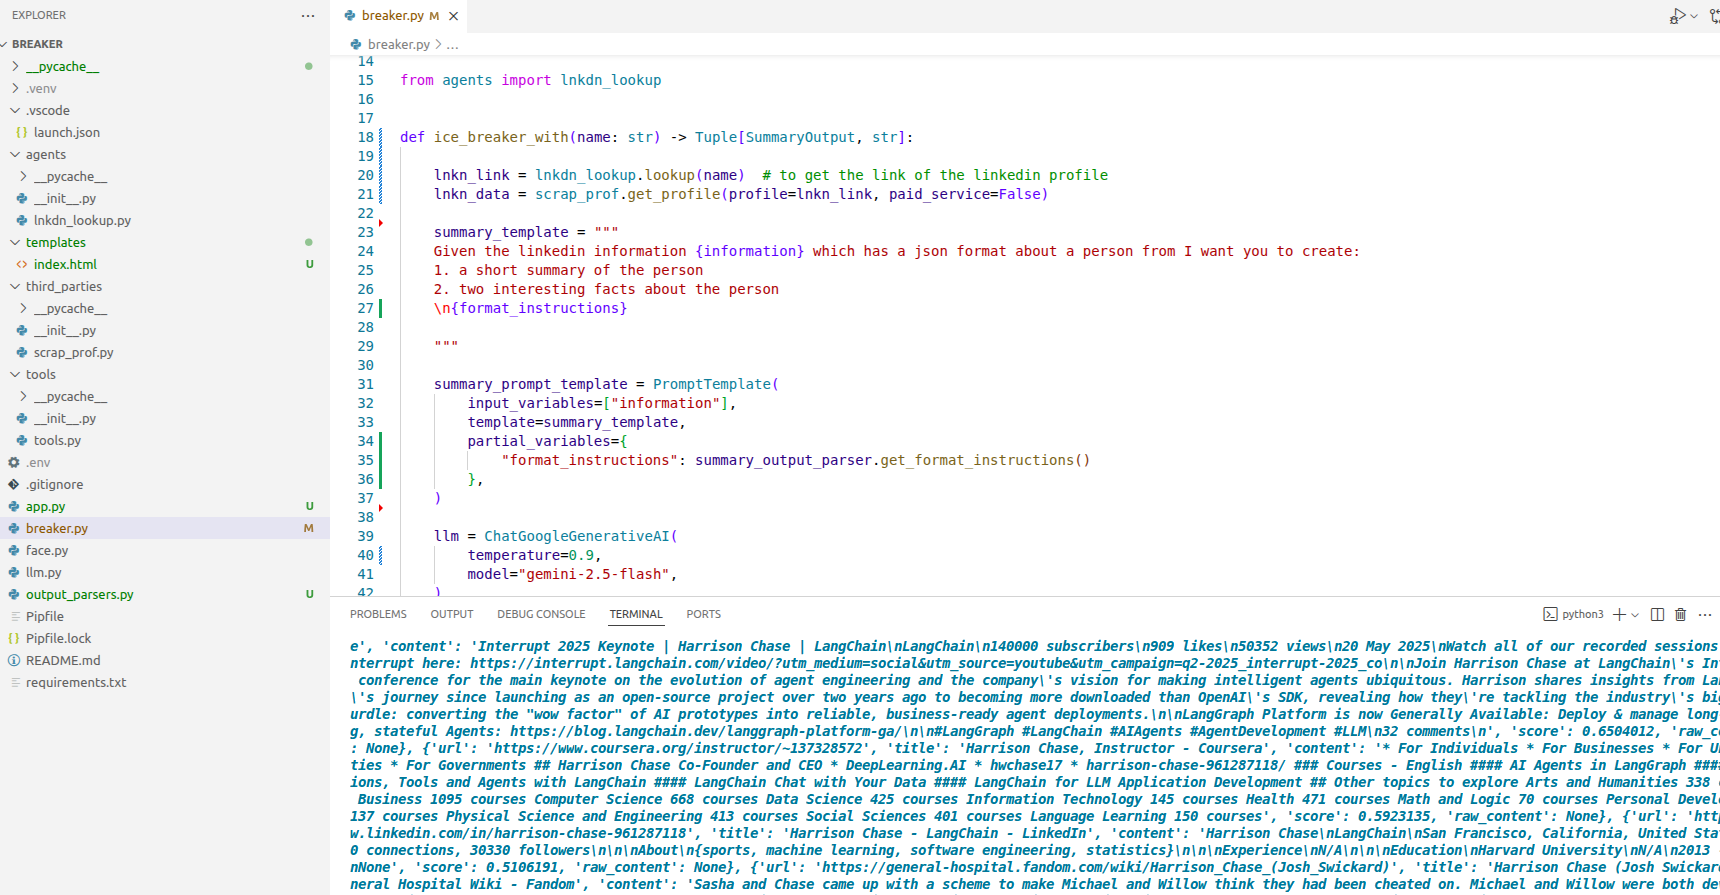 EXPLORER
BREAKER
__pycache__
.venv
.vscode
launch.json
agents
__pycache__
__init__.py
lnkdn_lookup.py
templates
index.html U
third_parties
__pycache__
__init__.py
scrap_prof.py
tools
__pycache__
__init__.py
tools.py
.env
.gitignore
app.py U
breaker.py M
face.py
llm.py
output_parsers.py U
Pipfile
Pipfile.lock
README.md
requirements.txt
breaker.py M
breaker.py > ...
14
15 from agents import lnkdn_lookup
16
17
18 def ice_breaker_with(name: str) -> Tuple[SummaryOutput, str]:
19
20 lnkn_link = lnkdn_lookup.lookup(name)  # to get the link of the linkedin profile
21 lnkn_data = scrap_prof.get_profile(profile=lnkn_link, paid_service=False)
22
23 summary_template = """
24 Given the linkedin information {information} which has a json format about a person from I want you to create:
25 1. a short summary of the person
26 2. two interesting facts about the person
27 \n{format_instructions}
28
29 """
30
31 summary_prompt_template = PromptTemplate(
32 input_variables=["information"],
33 template=summary_template,
34 partial_variables={
35 "format_instructions": summary_output_parser.get_format_instructions()
36 },
37 )
38
39 llm = ChatGoogleGenerativeAI(
40 temperature=0.9,
41 model="gemini-2.5-flash",
42 )
PROBLEMS OUTPUT DEBUG CONSOLE TERMINAL PORTS python3
e', 'content': 'Interrupt 2025 Keynote | Harrison Chase | LangChain\nLangChain\n140000 subscribers\n909 likes\n50352 views\n20 May 2025\nWatch all of our recorded sessions
nterrupt here: https://interrupt.langchain.com/video/?utm_medium=social&utm_source=youtube&utm_campaign=q2-2025_interrupt-2025_co\n\nJoin Harrison Chase at LangChain\'s In
conference for the main keynote on the evolution of agent engineering and the company\'s vision for making intelligent agents ubiquitous. Harrison shares insights from La
\'s journey since launching as an open-source project over two years ago to becoming more downloaded than OpenAI\'s SDK, revealing how they\'re tackling the industry\'s bi
urdle: converting the "wow factor" of AI prototypes into reliable, business-ready agent deployments.\n\nLangGraph Platform is now Generally Available: Deploy & manage long
g, stateful Agents: https://blog.langchain.dev/langgraph-platform-ga/\n\n#LangGraph #LangChain #AIAgents #AgentDevelopment #LLM\n32 comments\n', 'score': 0.6504012, 'raw_c
: None}, {'url': 'https://www.coursera.org/instructor/~137328572', 'title': 'Harrison Chase, Instructor - Coursera', 'content': '* For Individuals * For Businesses * For U
ties * For Governments ## Harrison Chase Co-Founder and CEO * DeepLearning.AI * hwchase17 * harrison-chase-961287118/ ### Courses - English #### AI Agents in LangGraph ###
ions, Tools and Agents with LangChain #### LangChain Chat with Your Data #### LangChain for LLM Application Development ## Other topics to explore Arts and Humanities 338
Business 1095 courses Computer Science 668 courses Data Science 425 courses Information Technology 145 courses Health 471 courses Math and Logic 70 courses Personal Devel
137 courses Physical Science and Engineering 413 courses Social Sciences 401 courses Language Learning 150 courses', 'score': 0.5923135, 'raw_content': None}, {'url': 'http
w.linkedin.com/in/harrison-chase-961287118', 'title': 'Harrison Chase - LangChain - LinkedIn', 'content': 'Harrison Chase\nLangChain\nSan Francisco, California, United Sta
0 connections, 30330 followers\n\n\nAbout\n{sports, machine learning, software engineering, statistics}\n\n\nExperience\nN/A\n\n\nEducation\nHarvard University\nN/A\n2013
\nNone', 'score': 0.5106191, 'raw_content': None}, {'url': 'https://general-hospital.fandom.com/wiki/Harrison_Chase_(Josh_Swickard)', 'title': 'Harrison Chase (Josh Swickar
neral Hospital Wiki - Fandom', 'content': 'Sasha and Chase came up with a scheme to make Michael and Willow think they had been cheated on. Michael and Willow were both de